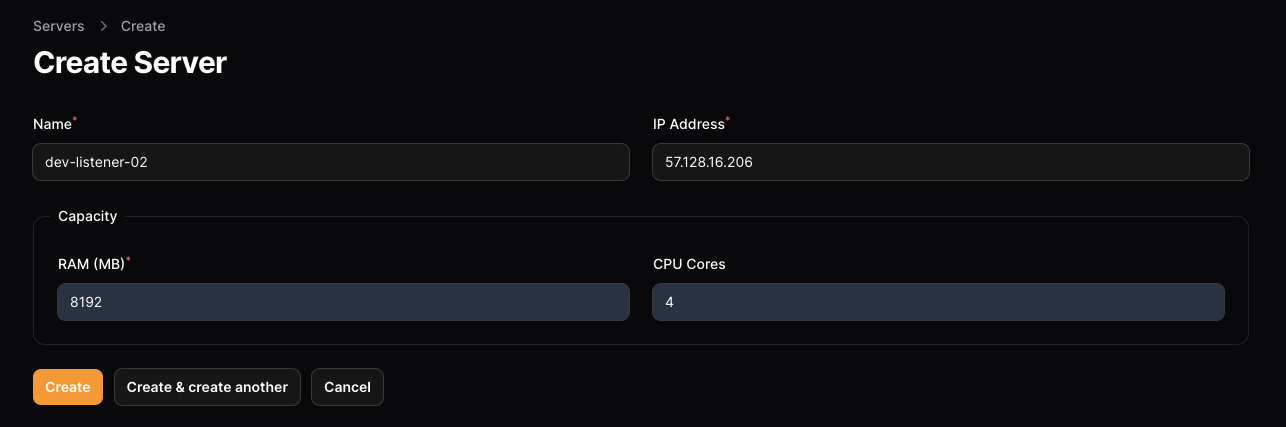 Servers > Create
Create Server
Name* IP Address*
dev-listener-02 57.128.16.206
Capacity
RAM (MB)* CPU Cores
8192 4
Create Create & create another Cancel